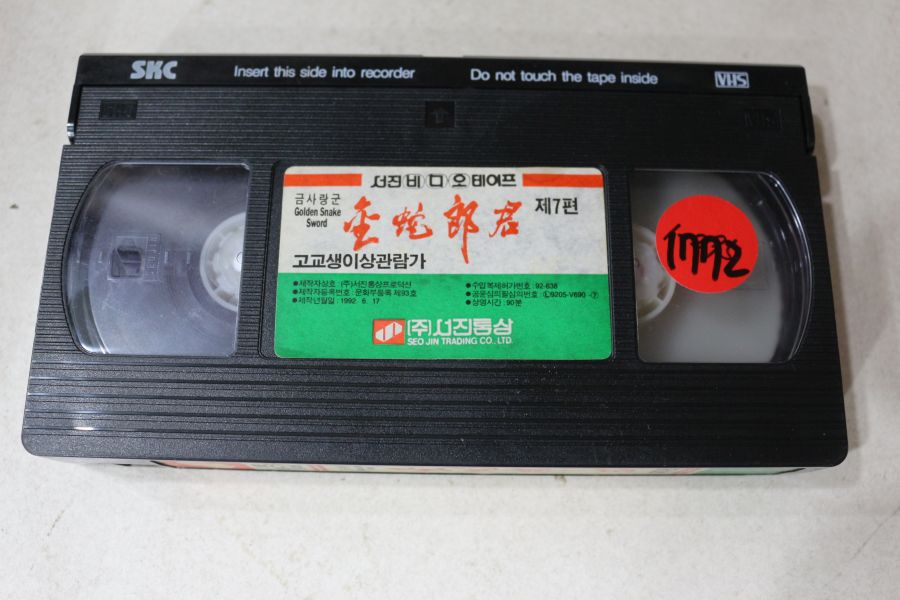 SKC Insert this side into recorder Do not touch the tape inside VHS
서진비디오테이프
금사랑군
Golden Snake
Sword
金蛇郎君
제7편
고교생이상관람가
●제작자상호 : (주)서진통상프로덕션
●제작자등록번호 : 문화부등록 제93호
●제작년월일 : 1992. 6. 17
●수입복제허가번호 : 92-638
●공윤심의필심의번호 : Ⓛ9205-V690-⑦
●상영시간 : 90분
(주)서진통상
SEO JIN TRADING CO., LTD.